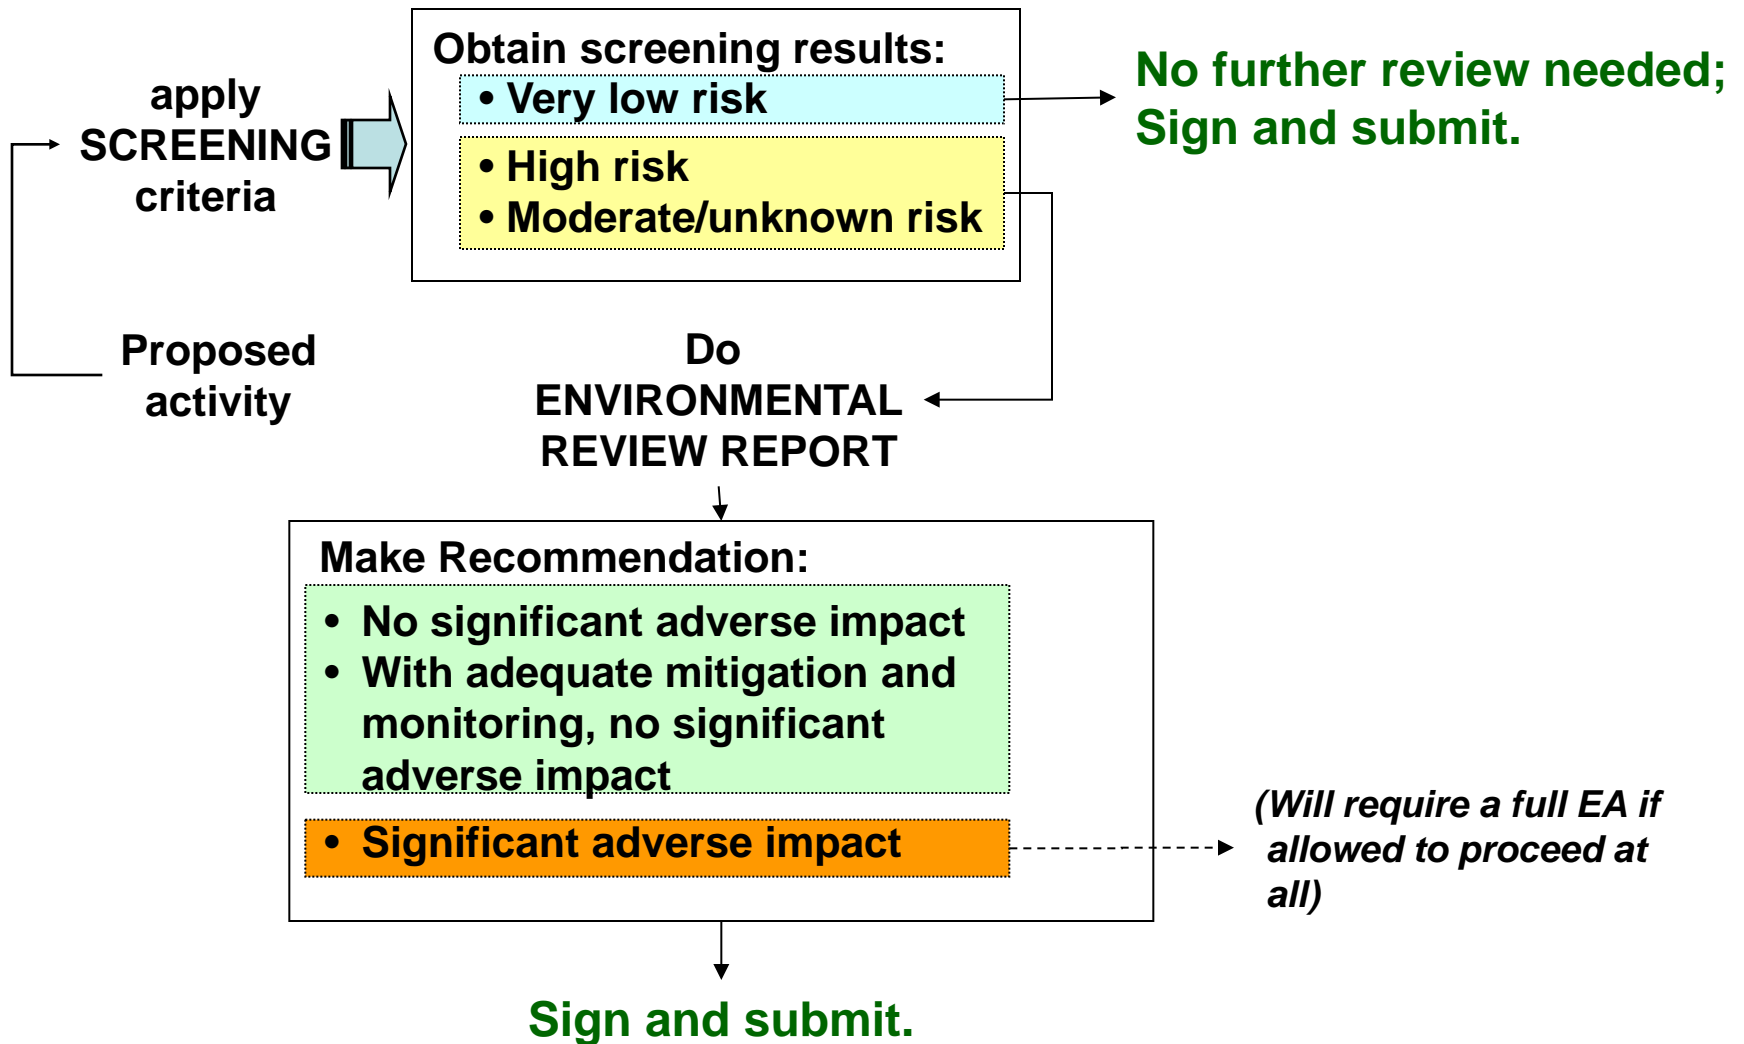 Obtain screening results:
• Very low risk
• High risk
• Moderate/unknown risk
No further review needed;
Sign and submit.
apply
SCREENING
criteria
Proposed
activity
Do
ENVIRONMENTAL
REVIEW REPORT
Make Recommendation:
• No significant adverse impact
• With adequate mitigation and
monitoring, no significant
adverse impact
• Significant adverse impact
(Will require a full EA if
allowed to proceed at
all)
Sign and submit.